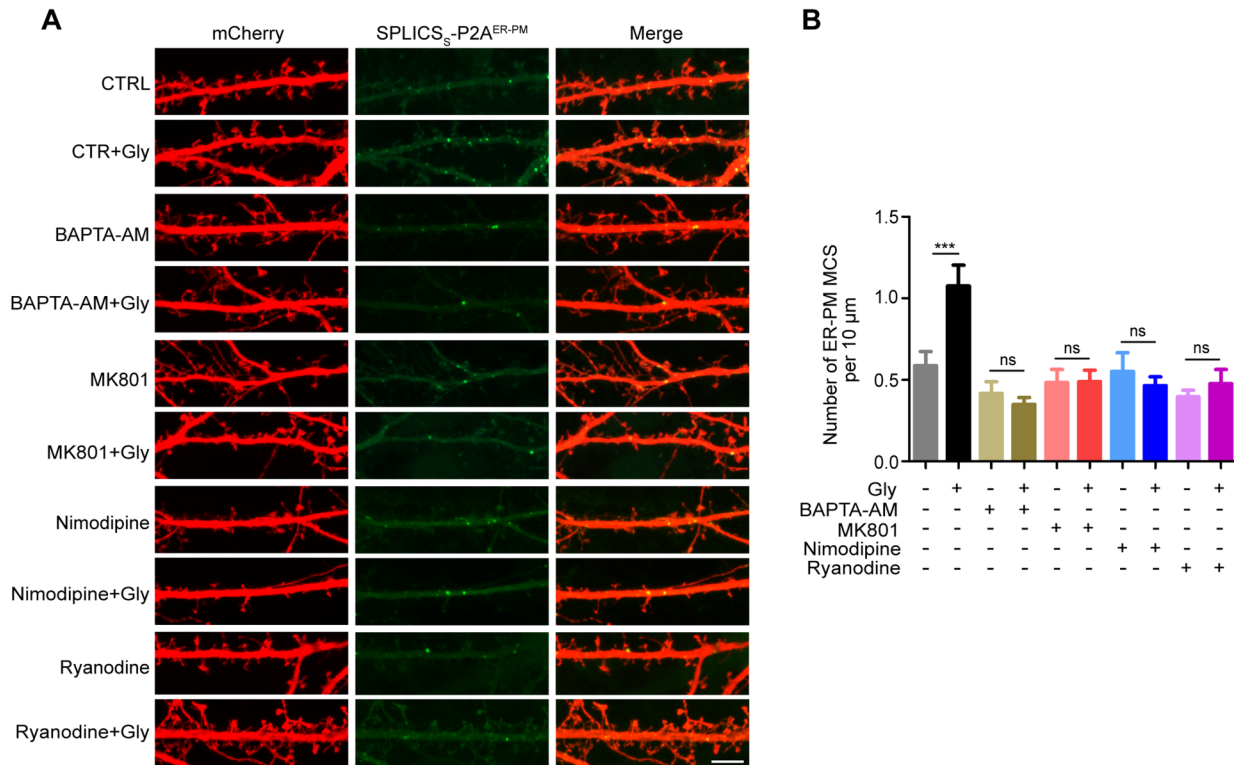 A
mCherry SPLICSS-P2AER-PM Merge
CTRL
CTR+Gly
BAPTA-AM
BAPTA-AM+Gly
MK801
MK801+Gly
Nimodipine
Nimodipine+Gly
Ryanodine
Ryanodine+Gly
B
Number of ER-PM MCS
per 10 µm
1.5
1.0
0.5
0.0
*** ns ns ns ns
Gly - + - + - + - + - +
BAPTA-AM - - + + - - - - - -
MK801 - - - - + + - - - -
Nimodipine - - - - - - + + - -
Ryanodine - - - - - - - - + +